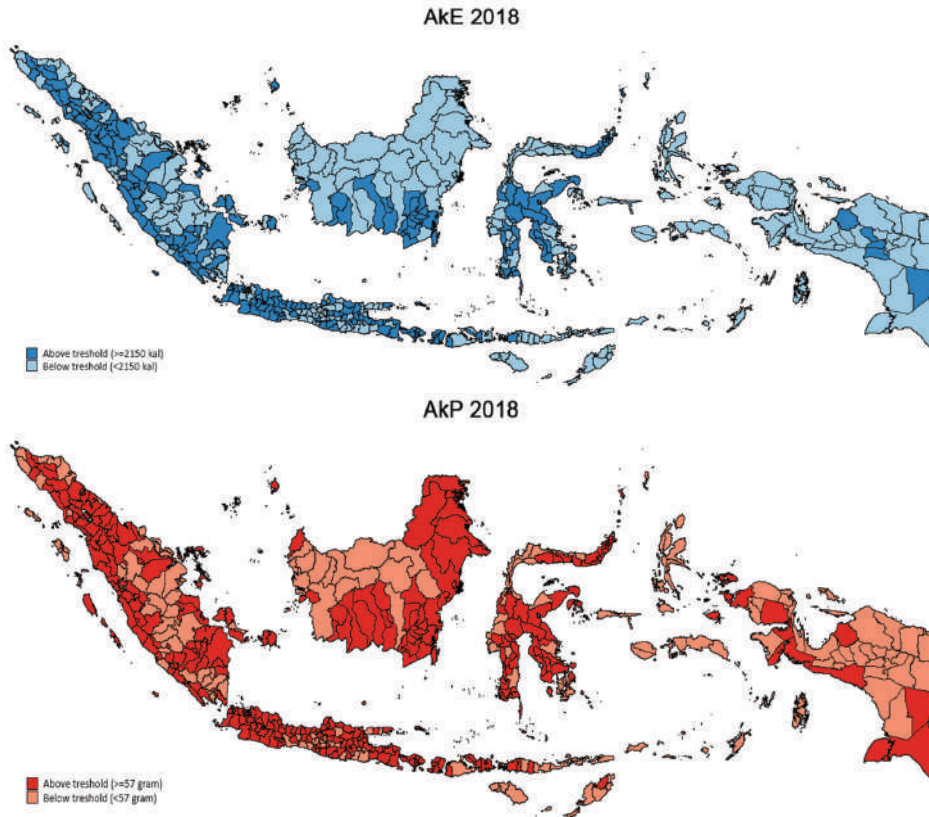 AkE 2018
Above treshold (>=2150 kal)
Below treshold (<2150 kal)
AkP 2018
Above treshold (>=57 gram)
Below treshold (<57 gram)